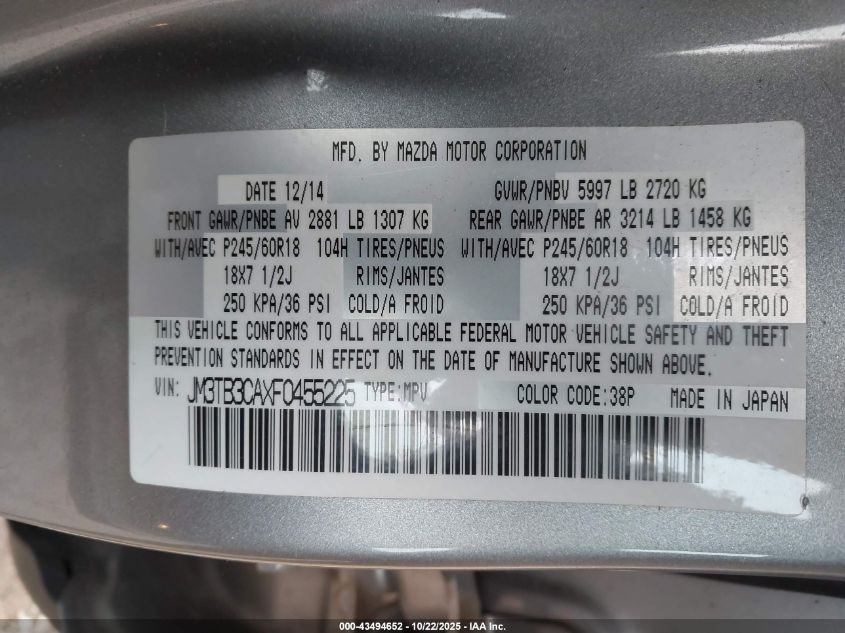 MFD. BY MAZDA MOTOR CORPORATION
DATE 12/14 GVWR/PNBV 5997 LB 2720 KG
FRONT GAWR/PNBE AV 2881 LB 1307 KG REAR GAWR/PNBE AR 3214 LB 1458 KG
WITH/AVEC P245/60R18 104H TIRES/PNEUS WITH/AVEC P245/60R18 104H TIRES/PNEUS
18X7 1/2J RIMS/JANTES 18X7 1/2J RIMS/JANTES
250 KPA/36 PSI COLD/A FROID 250 KPA/36 PSI COLD/A FROID
THIS VEHICLE CONFORMS TO ALL APPLICABLE FEDERAL MOTOR VEHICLE SAFETY AND THEFT
PREVENTION STANDARDS IN EFFECT ON THE DATE OF MANUFACTURE SHOWN ABOVE.
VIN: JM3TB3CAXF0455225 TYPE:MPV COLOR CODE:38P MADE IN JAPAN
000-43494652 - 10/22/2025 - IAA Inc.